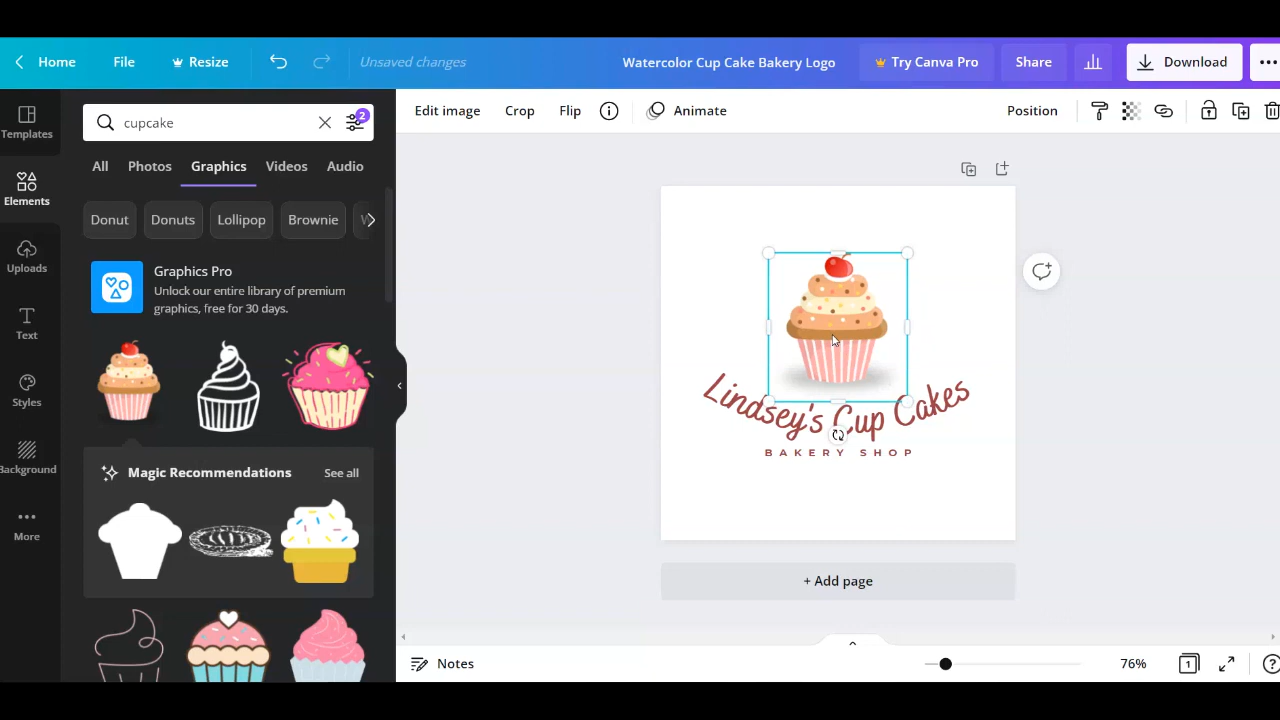 Home File Resize Unsaved changes Watercolor Cup Cake Bakery Logo Try Canva Pro Share Download
Templates
Elements
Uploads
Text
Styles
Background
More
cupcake
2
All Photos Graphics Videos Audio
Donut Donuts Lollipop Brownie
Graphics Pro
Unlock our entire library of premium
graphics, free for 30 days.
Magic Recommendations See all
Edit image Crop Flip Animate Position
Lindsey's Cup Cakes
BAKERY SHOP
+ Add page
Notes 76% 1